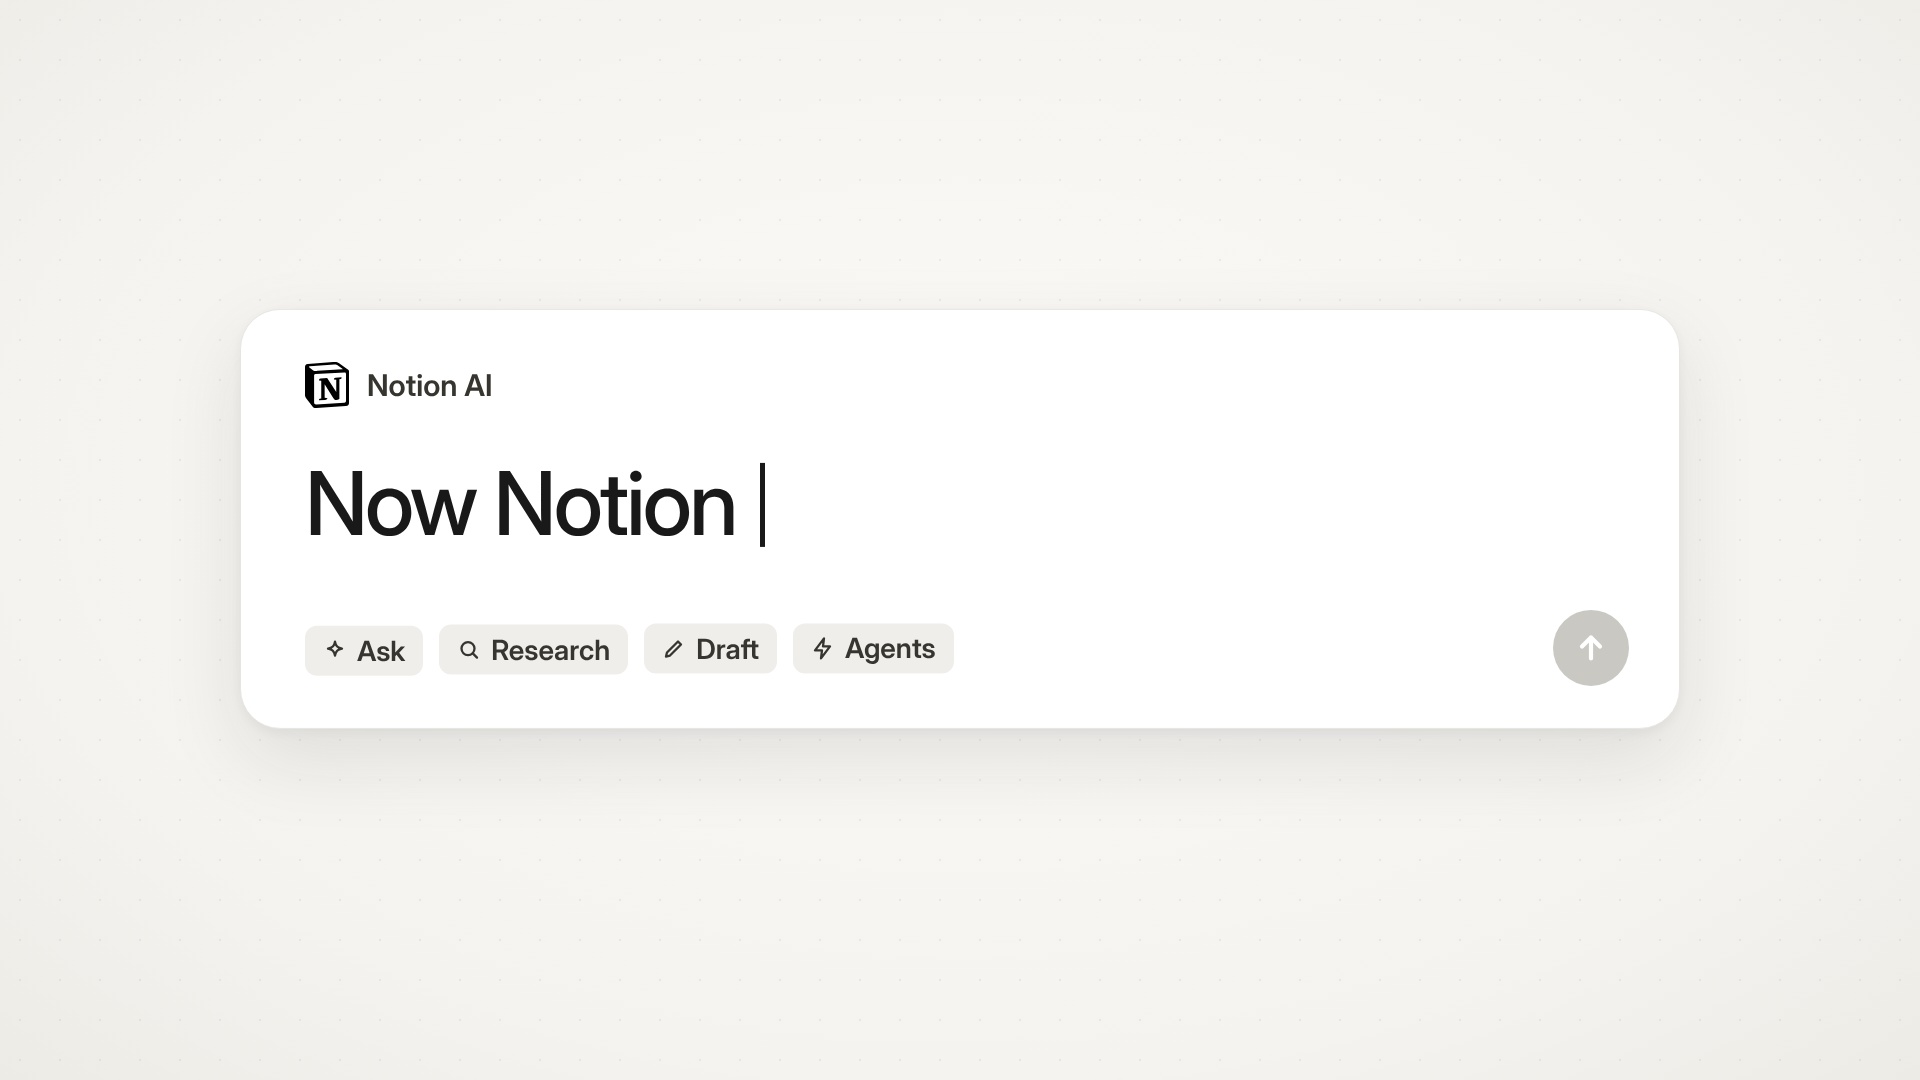 Notion AI
Now Notion
Ask
Research
Draft
Agents